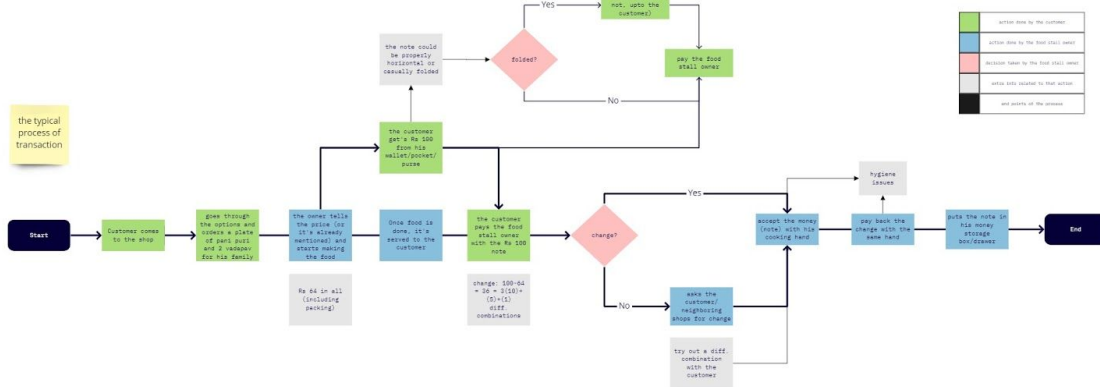 Yes
not, upto the
customer)
the note could
be properly
horizontal or
casually folded
folded?
pay the food
stall owner
No
action done by the customer
action done by the food stall owner
decision taken by the food stall owner
extra info related to that action
end points of the process
the typical
process of
transaction
the customer
get's Rs 100
from his
wallet/pocket/
purse
Start
Customer comes
to the shop
goes through
the options and
orders a plate
of pani puri
and 2 vadapav
for his family
the owner tells
the price (or
it's already
mentioned) and
starts making
the food
Rs 64 in all
(including
packing)
Once food is
done, it's
served to the
customer
the customer
pays the food
stall owner
with the Rs 100
note
change: 100-64
= 36 = 3(10)+
(5)+(1)
diff.
combinations
change?
Yes
No
asks the
customer/
neighboring
shops for change
try out a diff.
combination
with the
customer
accept the money
(note) with his
cooking hand
hygiene
issues
pay back the
change with the
same hand
puts the note in
his money
storage
box/drawer
End